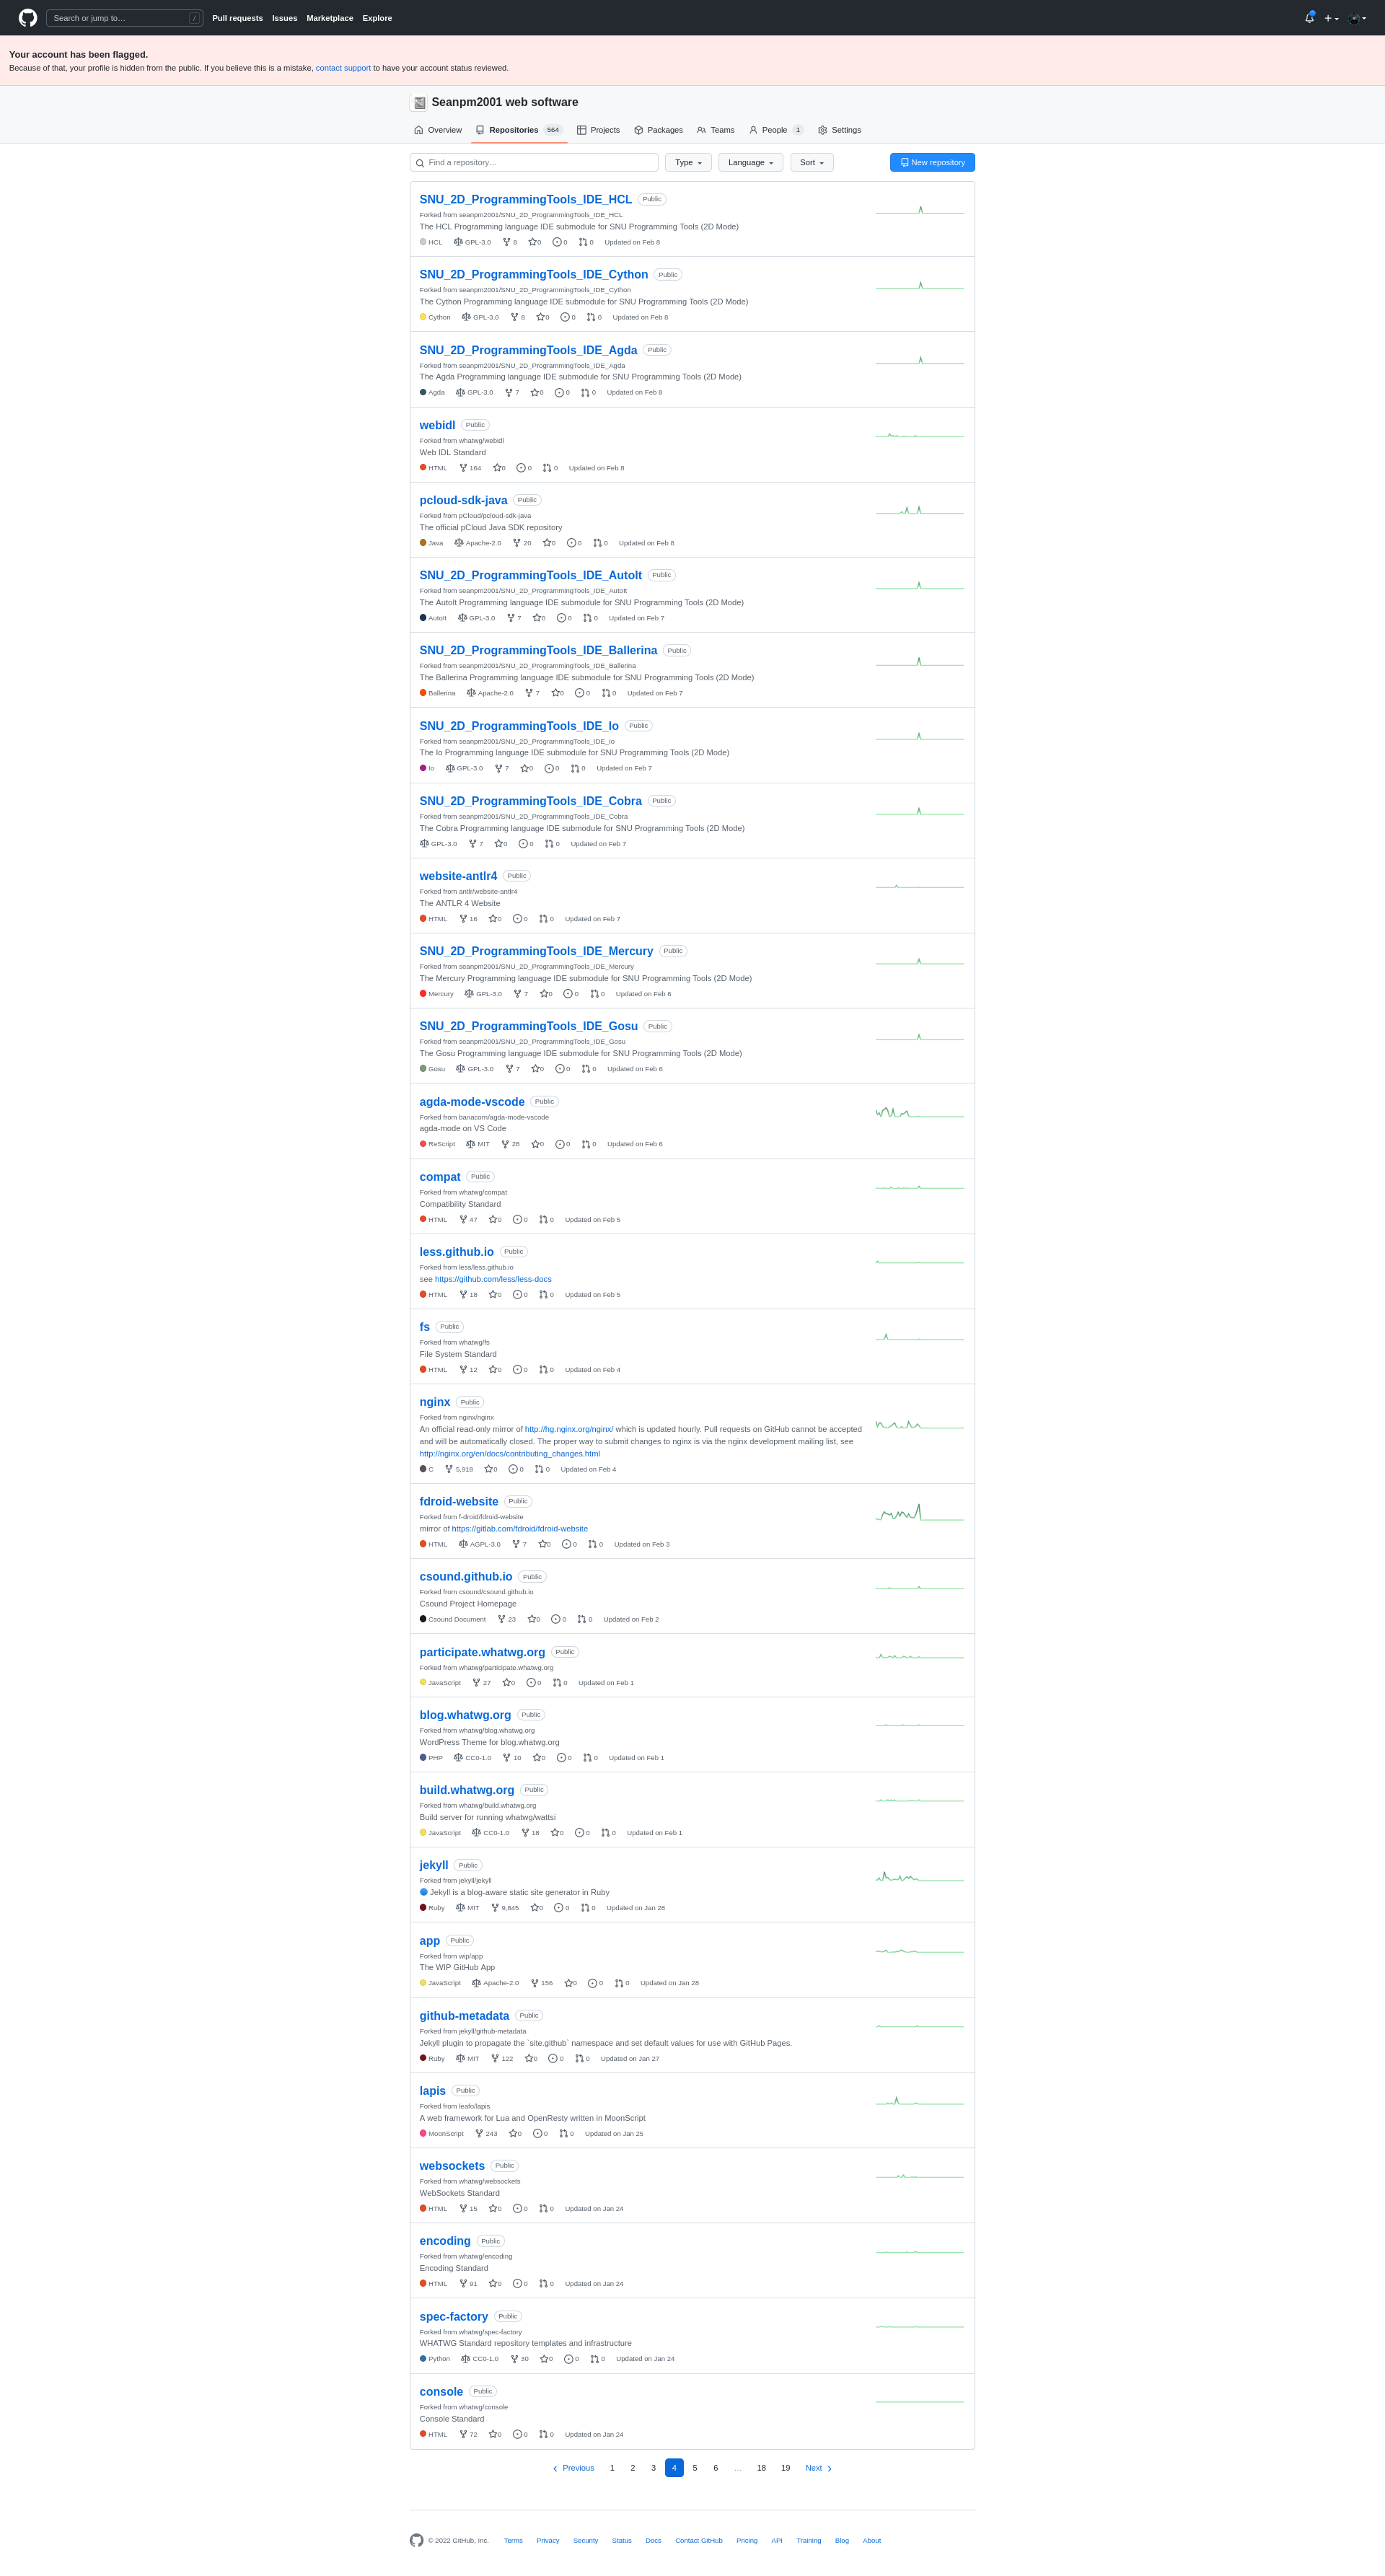 Search or jump to… /
Pull requests Issues Marketplace Explore
Your account has been flagged.
Because of that, your profile is hidden from the public. If you believe this is a mistake, contact support to have your account status reviewed.
Seanpm2001 web software
Overview Repositories 564 Projects Packages Teams People 1 Settings
Find a repository… Type Language Sort New repository
SNU_2D_ProgrammingTools_IDE_HCL Public
Forked from seanpm2001/SNU_2D_ProgrammingTools_IDE_HCL
The HCL Programming language IDE submodule for SNU Programming Tools (2D Mode)
HCL GPL-3.0 8 0 0 0 Updated on Feb 8
SNU_2D_ProgrammingTools_IDE_Cython Public
Forked from seanpm2001/SNU_2D_ProgrammingTools_IDE_Cython
The Cython Programming language IDE submodule for SNU Programming Tools (2D Mode)
Cython GPL-3.0 8 0 0 0 Updated on Feb 8
SNU_2D_ProgrammingTools_IDE_Agda Public
Forked from seanpm2001/SNU_2D_ProgrammingTools_IDE_Agda
The Agda Programming language IDE submodule for SNU Programming Tools (2D Mode)
Agda GPL-3.0 7 0 0 0 Updated on Feb 8
webidl Public
Forked from whatwg/webidl
Web IDL Standard
HTML 164 0 0 0 Updated on Feb 8
pcloud-sdk-java Public
Forked from pCloud/pcloud-sdk-java
The official pCloud Java SDK repository
Java Apache-2.0 20 0 0 0 Updated on Feb 8
SNU_2D_ProgrammingTools_IDE_AutoIt Public
Forked from seanpm2001/SNU_2D_ProgrammingTools_IDE_AutoIt
The AutoIt Programming language IDE submodule for SNU Programming Tools (2D Mode)
AutoIt GPL-3.0 7 0 0 0 Updated on Feb 7
SNU_2D_ProgrammingTools_IDE_Ballerina Public
Forked from seanpm2001/SNU_2D_ProgrammingTools_IDE_Ballerina
The Ballerina Programming language IDE submodule for SNU Programming Tools (2D Mode)
Ballerina Apache-2.0 7 0 0 0 Updated on Feb 7
SNU_2D_ProgrammingTools_IDE_Io Public
Forked from seanpm2001/SNU_2D_ProgrammingTools_IDE_Io
The Io Programming language IDE submodule for SNU Programming Tools (2D Mode)
Io GPL-3.0 7 0 0 0 Updated on Feb 7
SNU_2D_ProgrammingTools_IDE_Cobra Public
Forked from seanpm2001/SNU_2D_ProgrammingTools_IDE_Cobra
The Cobra Programming language IDE submodule for SNU Programming Tools (2D Mode)
GPL-3.0 7 0 0 0 Updated on Feb 7
website-antlr4 Public
Forked from antlr/website-antlr4
The ANTLR 4 Website
HTML 16 0 0 0 Updated on Feb 7
SNU_2D_ProgrammingTools_IDE_Mercury Public
Forked from seanpm2001/SNU_2D_ProgrammingTools_IDE_Mercury
The Mercury Programming language IDE submodule for SNU Programming Tools (2D Mode)
Mercury GPL-3.0 7 0 0 0 Updated on Feb 6
SNU_2D_ProgrammingTools_IDE_Gosu Public
Forked from seanpm2001/SNU_2D_ProgrammingTools_IDE_Gosu
The Gosu Programming language IDE submodule for SNU Programming Tools (2D Mode)
Gosu GPL-3.0 7 0 0 0 Updated on Feb 6
agda-mode-vscode Public
Forked from banacorn/agda-mode-vscode
agda-mode on VS Code
ReScript MIT 28 0 0 0 Updated on Feb 6
compat Public
Forked from whatwg/compat
Compatibility Standard
HTML 47 0 0 0 Updated on Feb 5
less.github.io Public
Forked from less/less.github.io
see https://github.com/less/less-docs
HTML 18 0 0 0 Updated on Feb 5
fs Public
Forked from whatwg/fs
File System Standard
HTML 12 0 0 0 Updated on Feb 4
nginx Public
Forked from nginx/nginx
An official read-only mirror of http://hg.nginx.org/nginx/ which is updated hourly. Pull requests on GitHub cannot be accepted
and will be automatically closed. The proper way to submit changes to nginx is via the nginx development mailing list, see
http://nginx.org/en/docs/contributing_changes.html
C 5,918 0 0 0 Updated on Feb 4
fdroid-website Public
Forked from f-droid/fdroid-website
mirror of https://gitlab.com/fdroid/fdroid-website
HTML AGPL-3.0 7 0 0 0 Updated on Feb 3
csound.github.io Public
Forked from csound/csound.github.io
Csound Project Homepage
Csound Document 23 0 0 0 Updated on Feb 2
participate.whatwg.org Public
Forked from whatwg/participate.whatwg.org
JavaScript 27 0 0 0 Updated on Feb 1
blog.whatwg.org Public
Forked from whatwg/blog.whatwg.org
WordPress Theme for blog.whatwg.org
PHP CC0-1.0 10 0 0 0 Updated on Feb 1
build.whatwg.org Public
Forked from whatwg/build.whatwg.org
Build server for running whatwg/wattsi
JavaScript CC0-1.0 18 0 0 0 Updated on Feb 1
jekyll Public
Forked from jekyll/jekyll
Jekyll is a blog-aware static site generator in Ruby
Ruby MIT 9,845 0 0 0 Updated on Jan 28
app Public
Forked from wip/app
The WIP GitHub App
JavaScript Apache-2.0 156 0 0 0 Updated on Jan 28
github-metadata Public
Forked from jekyll/github-metadata
Jekyll plugin to propagate the `site.github` namespace and set default values for use with GitHub Pages.
Ruby MIT 122 0 0 0 Updated on Jan 27
lapis Public
Forked from leafo/lapis
A web framework for Lua and OpenResty written in MoonScript
MoonScript 243 0 0 0 Updated on Jan 25
websockets Public
Forked from whatwg/websockets
WebSockets Standard
HTML 15 0 0 0 Updated on Jan 24
encoding Public
Forked from whatwg/encoding
Encoding Standard
HTML 91 0 0 0 Updated on Jan 24
spec-factory Public
Forked from whatwg/spec-factory
WHATWG Standard repository templates and infrastructure
Python CC0-1.0 30 0 0 0 Updated on Jan 24
console Public
Forked from whatwg/console
Console Standard
HTML 72 0 0 0 Updated on Jan 24
Previous 1 2 3 4 5 6 … 18 19 Next
© 2022 GitHub, Inc. Terms Privacy Security Status Docs Contact GitHub Pricing API Training Blog About